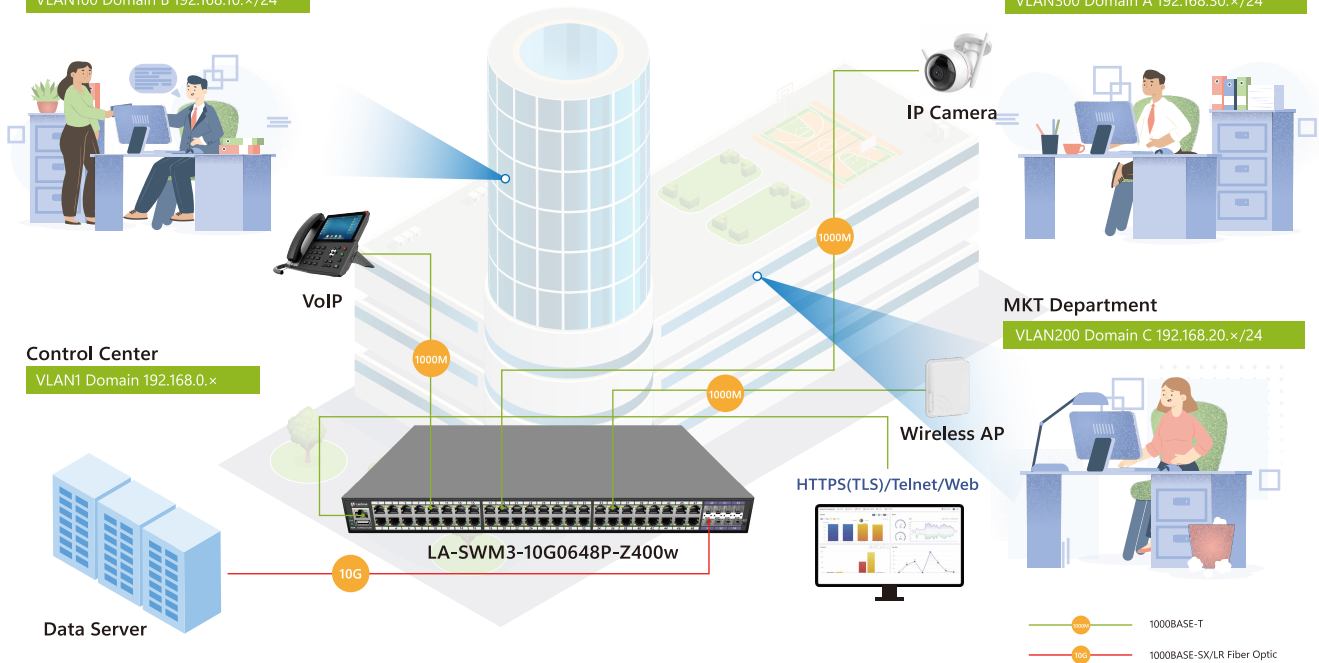 VLAN100 Domain B 192.168.10.×/24
VLAN300 Domain A 192.168.30.×/24
IP Camera
1000M
VoIP
MKT Department
VLAN200 Domain C 192.168.20.×/24
Control Center
VLAN1 Domain 192.168.0.×
1000M
1000M
Wireless AP
HTTPS(TLS)/Telnet/Web
LA-SWM3-10G0648P-Z400w
10G
Data Server
1000M
1000BASE-T
10G
1000BASE-SX/LR Fiber Optic